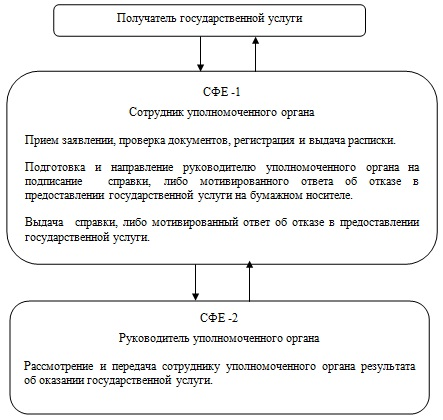 Получатель государственной услуги
СФЕ -1
Сотрудник уполномоченного органа
Прием заявлении, проверка документов, регистрация и выдача расписки.
Подготовка и направление руководителю уполномоченного органа на
подписание справки, либо мотивированного ответа об отказе в
предоставлении государственной услуги на бумажном носителе.
Выдача справки, либо мотивированный ответ об отказе в предоставлении
государственной услуги.
СФЕ -2
Руководитель уполномоченного органа
Рассмотрение и передача сотруднику уполномоченного органа результата
об оказании государственной услуги.